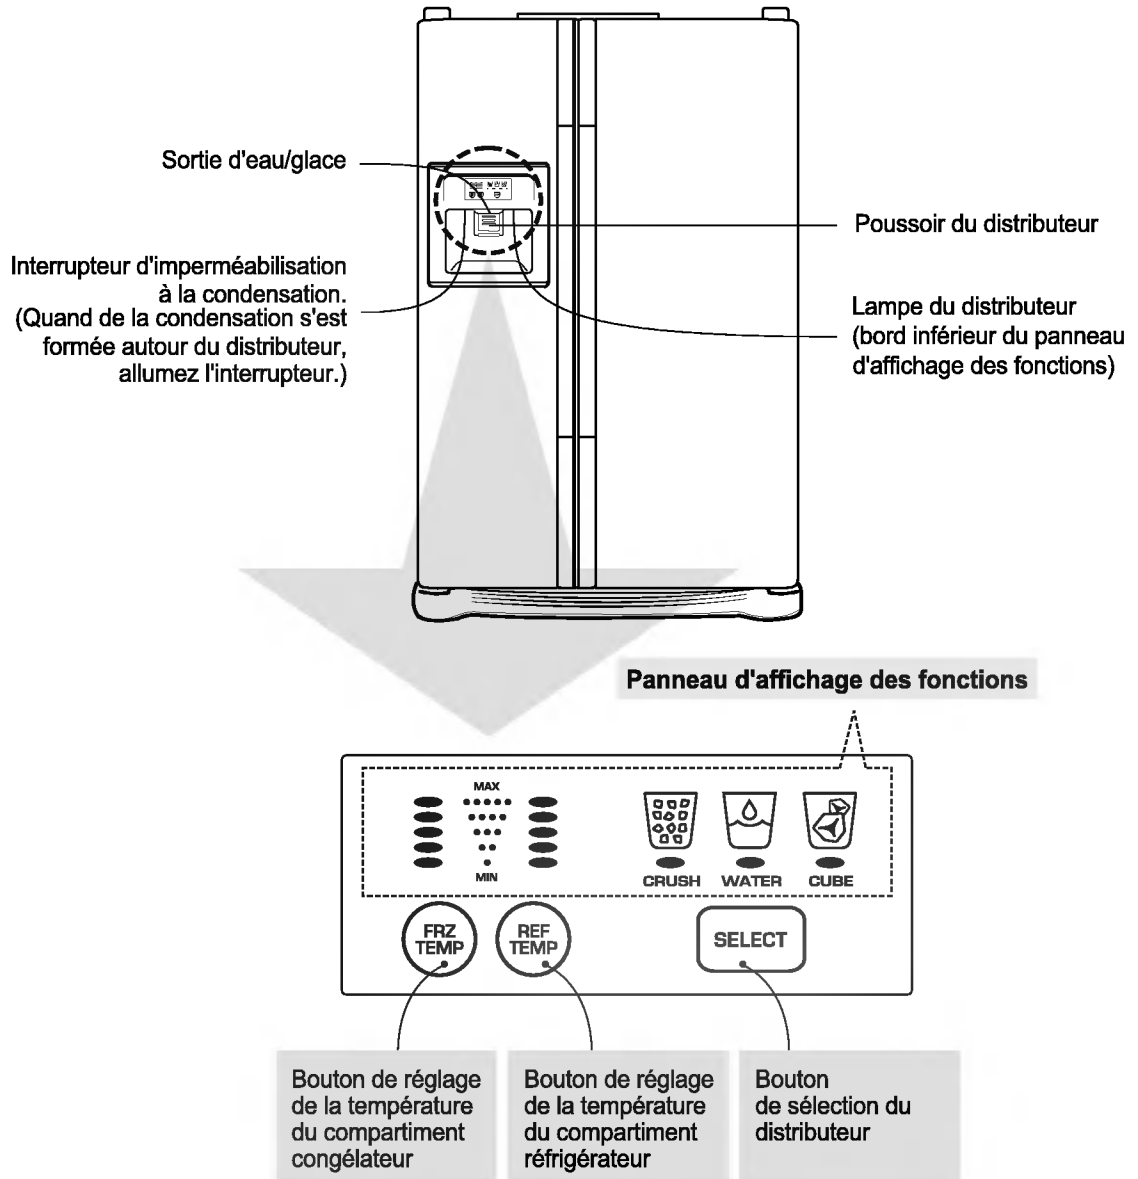 Sortie d'eau/glace
Poussoir du distributeur
Interrupteur d'imperméabilisation
à la condensation.
(Quand de la condensation s'est
formée autour du distributeur,
allumez l'interrupteur.)
Lampe du distributeur
(bord inférieur du panneau
d'affichage des fonctions)
Panneau d'affichage des fonctions
MAX
MIN
CRUSH WATER CUBE
FRZ
TEMP
REF
TEMP
SELECT
Bouton de réglage
de la température
du compartiment
congélateur
Bouton de réglage
de la température
du compartiment
réfrigérateur
Bouton
de sélection du
distributeur